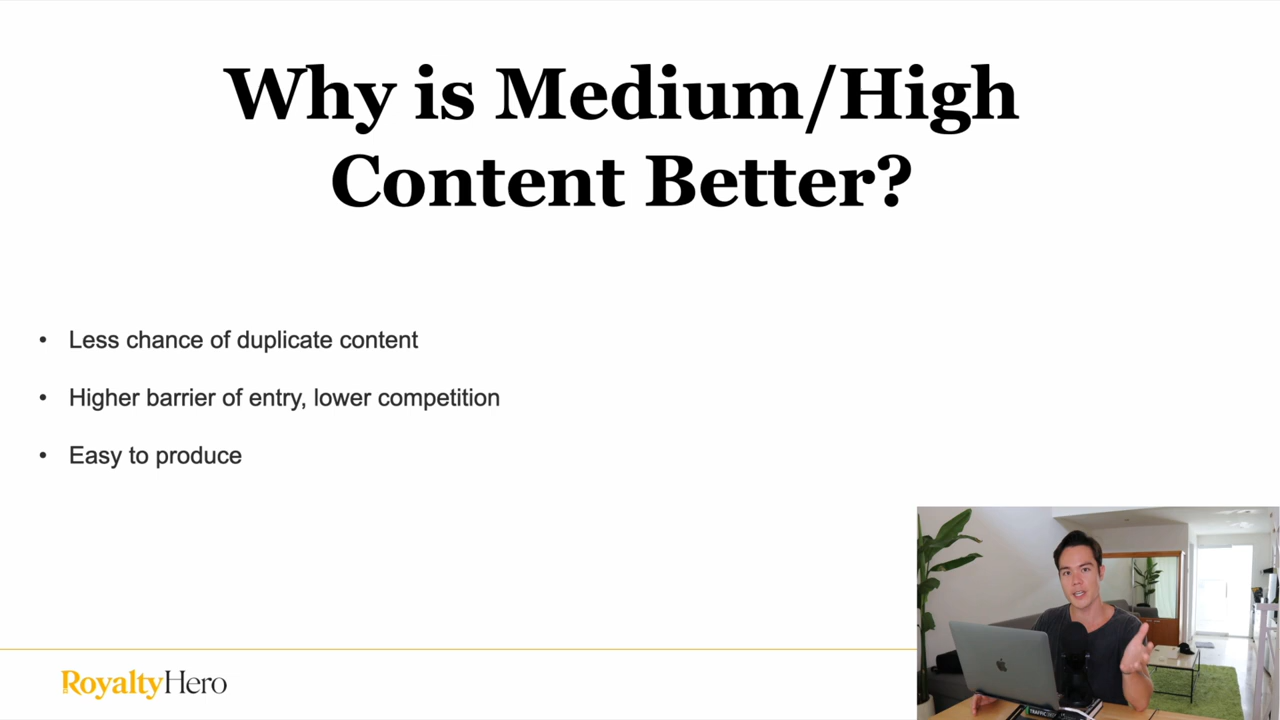 Why is Medium/High
Content Better?
• Less chance of duplicate content
• Higher barrier of entry, lower competition
• Easy to produce
RoyaltyHero
TRAFFIC